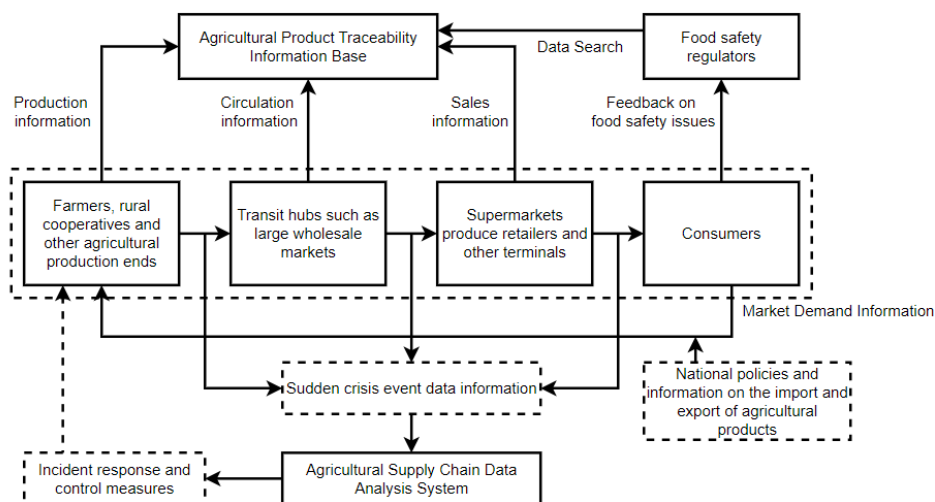 Agricultural Product Traceability
Information Base
Data Search
Food safety
regulators
Production
information
Circulation
information
Sales
information
Feedback on
food safety issues
Farmers, rural
cooperatives and
other agricultural
production ends
Transit hubs such as
large wholesale
markets
Supermarkets
produce retailers and
other terminals
Consumers
Market Demand Information
Sudden crisis event data information
National policies and
information on the import and
export of agricultural
products
Incident response and
control measures
Agricultural Supply Chain Data
Analysis System